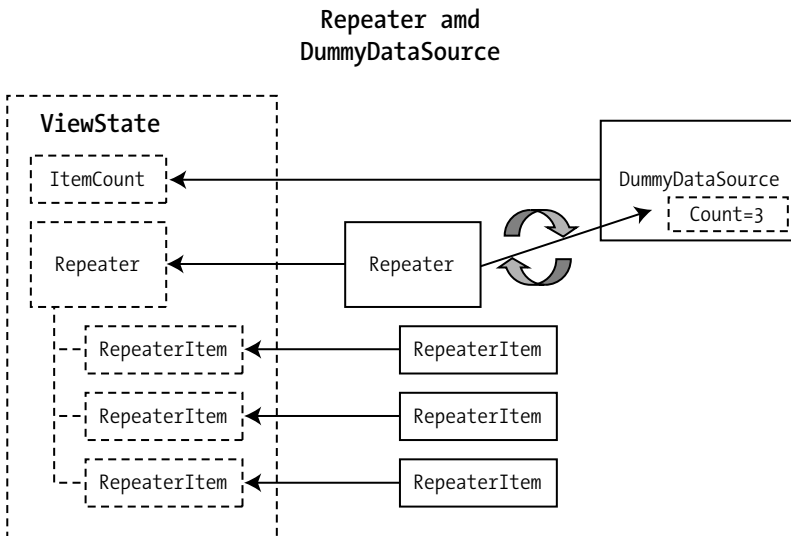 Repeater amd
DummyDataSource
ViewState
ItemCount
DummyDataSource
Count=3
Repeater
Repeater
RepeaterItem
RepeaterItem
RepeaterItem
RepeaterItem
RepeaterItem
RepeaterItem